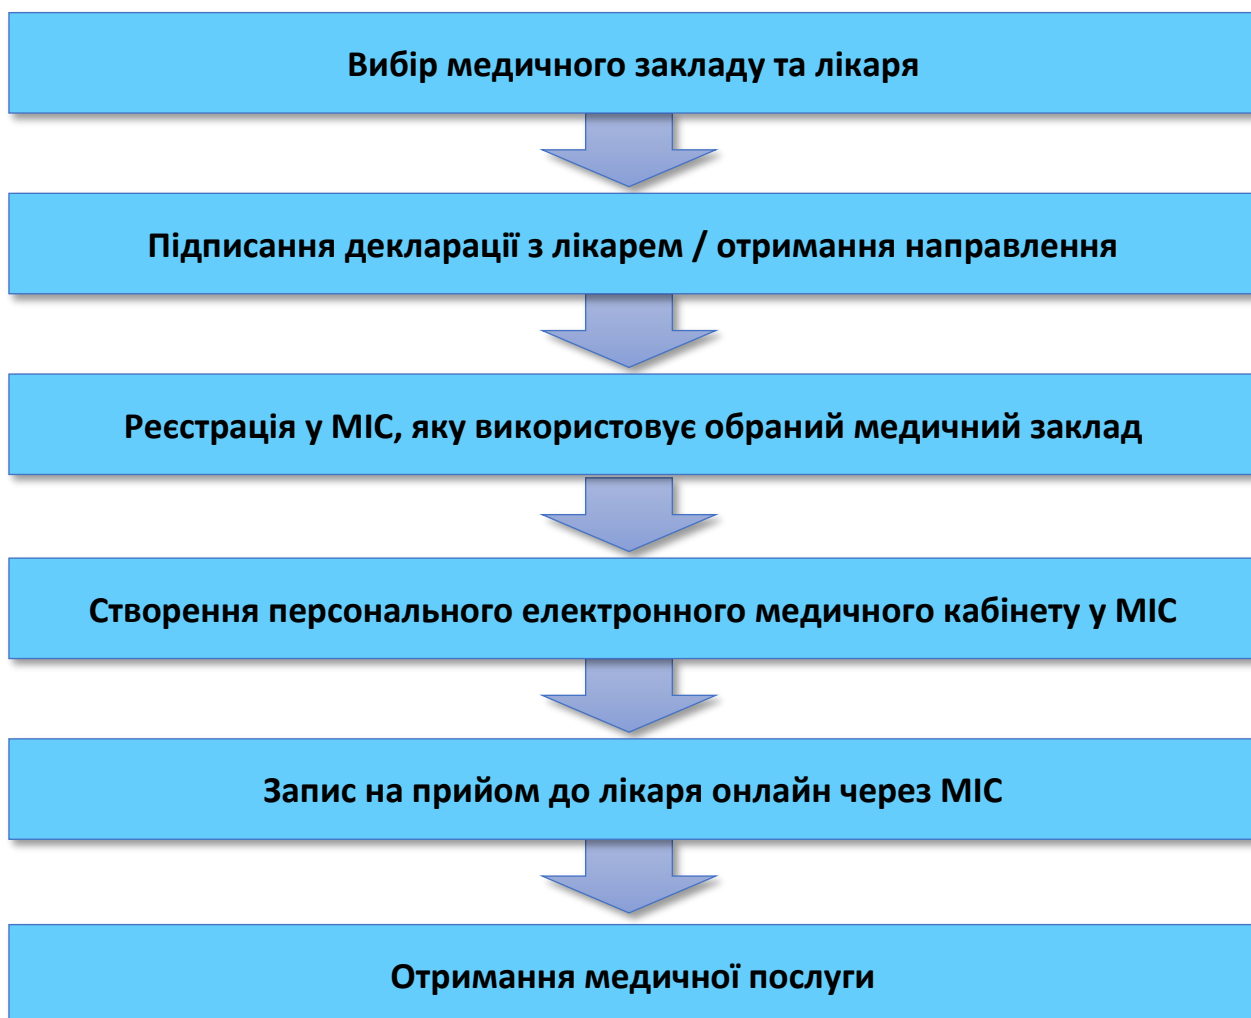 Вибір медичного закладу та лікаря
Підписання декларації з лікарем / отримання направлення
Реєстрація у МІС, яку використовує обраний медичний заклад
Створення персонального електронного медичного кабінету у МІС
Запис на прийом до лікаря онлайн через МІС
Отримання медичної послуги